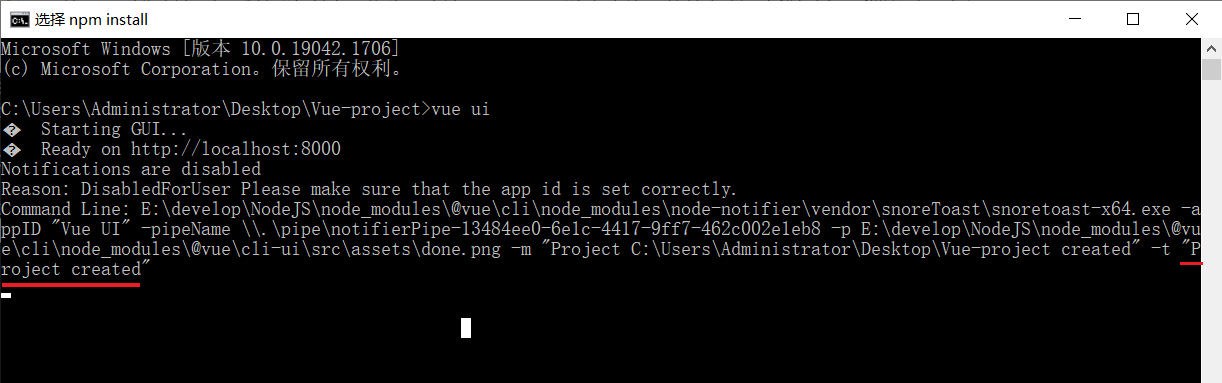 选择 npm install
Microsoft Windows [版本 10.0.19042.1706]
(c) Microsoft Corporation。保留所有权利。
C:\Users\Administrator\Desktop\Vue-project>vue ui
�  Starting GUI...
�  Ready on http://localhost:8000
Notifications are disabled
Reason: DisabledForUser Please make sure that the app id is set correctly.
Command Line: E:\develop\NodeJS\node_modules\@vue\cli\node_modules\node-notifier\vendor\snoreToast\snoretoast-x64.exe -a
ppID "Vue UI" -pipeName \\.\pipe\notifierPipe-13484ee0-6e1c-4417-9ff7-462c002e1eb8 -p E:\develop\NodeJS\node_modules\@vu
e\cli\node_modules\@vue\cli-ui\src\assets\done.png -m "Project C:\Users\Administrator\Desktop\Vue-project created" -t "P
roject created"